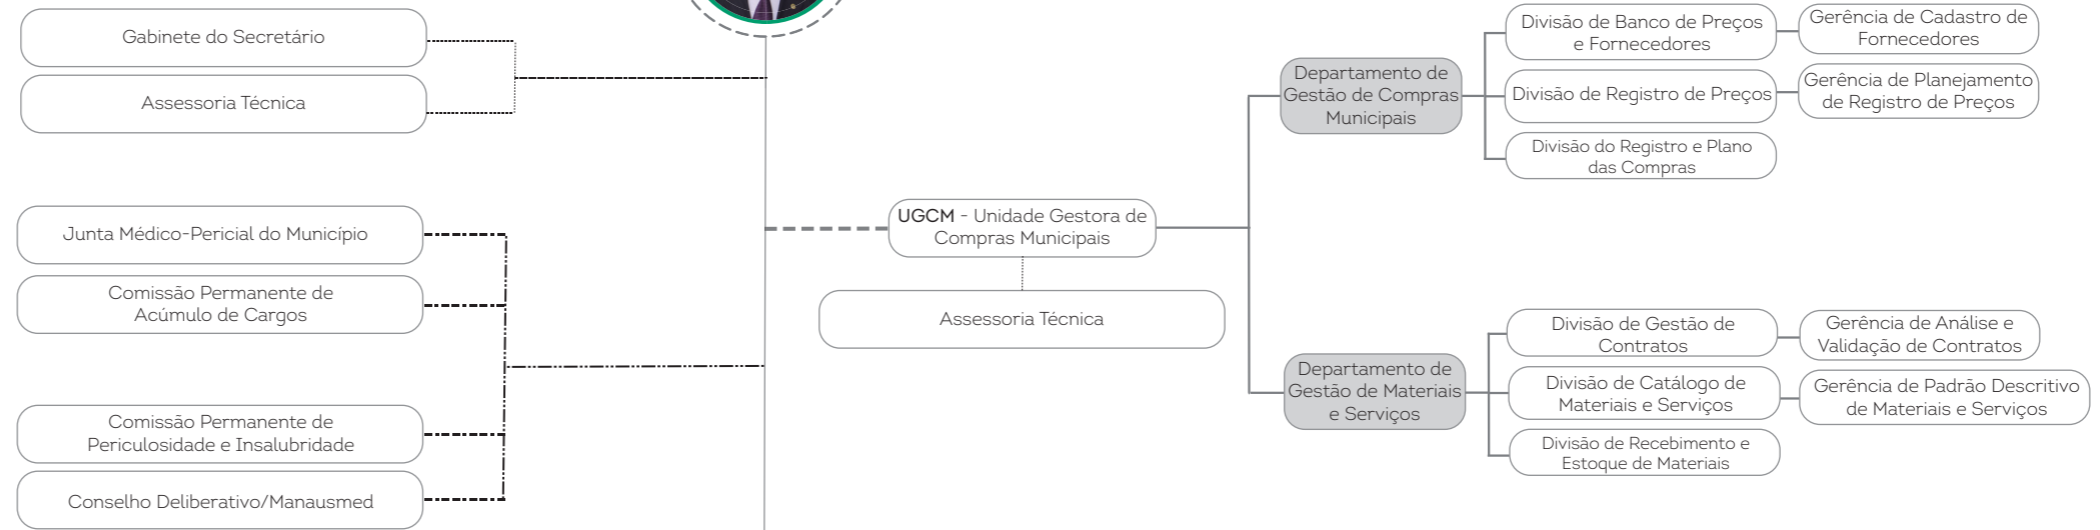 Gabinete do Secretário
Assessoria Técnica
Junta Médico-Pericial do Município
Comissão Permanente de
Acúmulo de Cargos
Comissão Permanente de
Periculosidade e Insalubridade
Conselho Deliberativo/Manausmed
UGCM - Unidade Gestora de
Compras Municipais
Assessoria Técnica
Departamento de
Gestão de Compras
Municipais
Divisão de Banco de Preços
e Fornecedores
Gerência de Cadastro de
Fornecedores
Divisão de Registro de Preços
Gerência de Planejamento
de Registro de Preços
Divisão do Registro e Plano
das Compras
Departamento de
Gestão de Materiais
e Serviços
Divisão de Gestão de
Contratos
Gerência de Análise e
Validação de Contratos
Divisão de Catálogo de
Materiais e Serviços
Gerência de Padrão Descritivo
de Materiais e Serviços
Divisão de Recebimento e
Estoque de Materiais